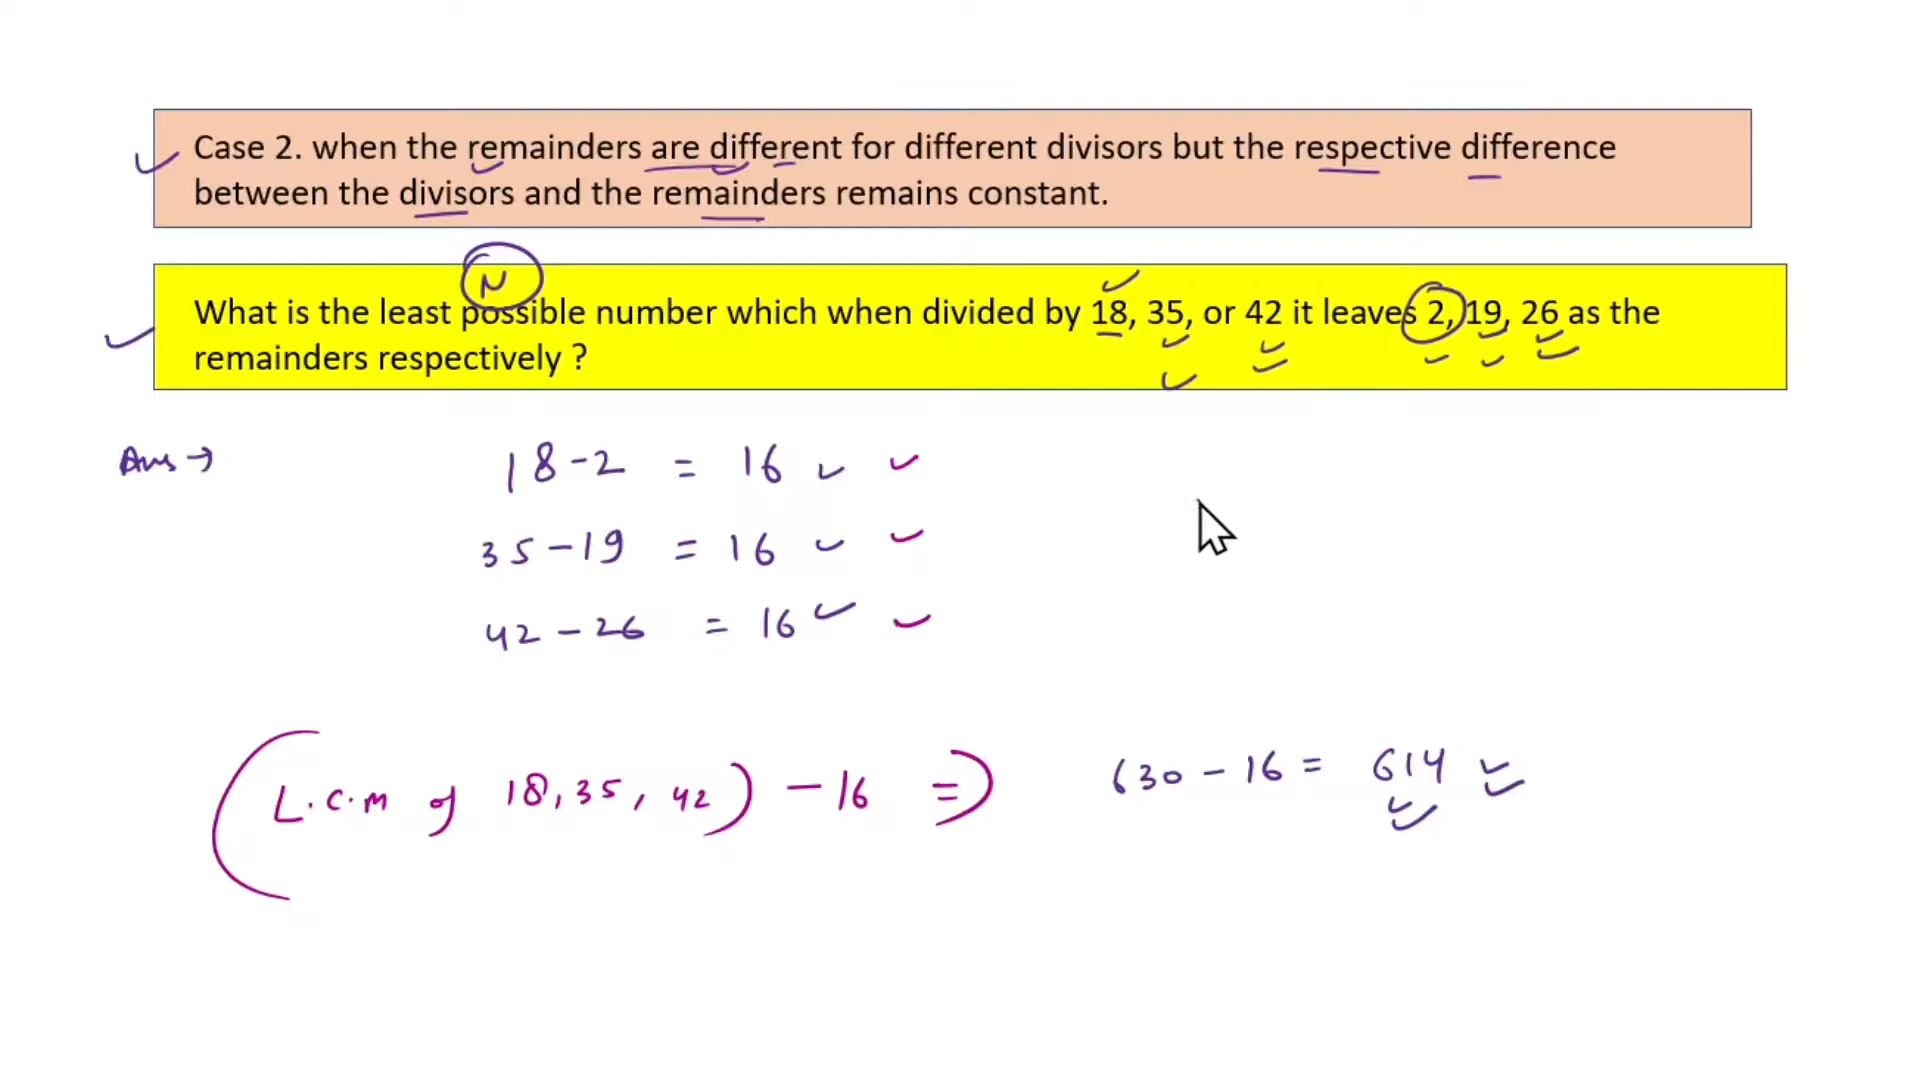 Case 2. when the remainders are different for different divisors but the respective difference
between the divisors and the remainders remains constant.
N
What is the least possible number which when divided by 18, 35, or 42 it leaves 2, 19, 26 as the
remainders respectively ?
Ans →
18-2 = 16
35-19 = 16
42-26 = 16
(L.C.M of 18, 35, 42) - 16 =)
630-16 = 614